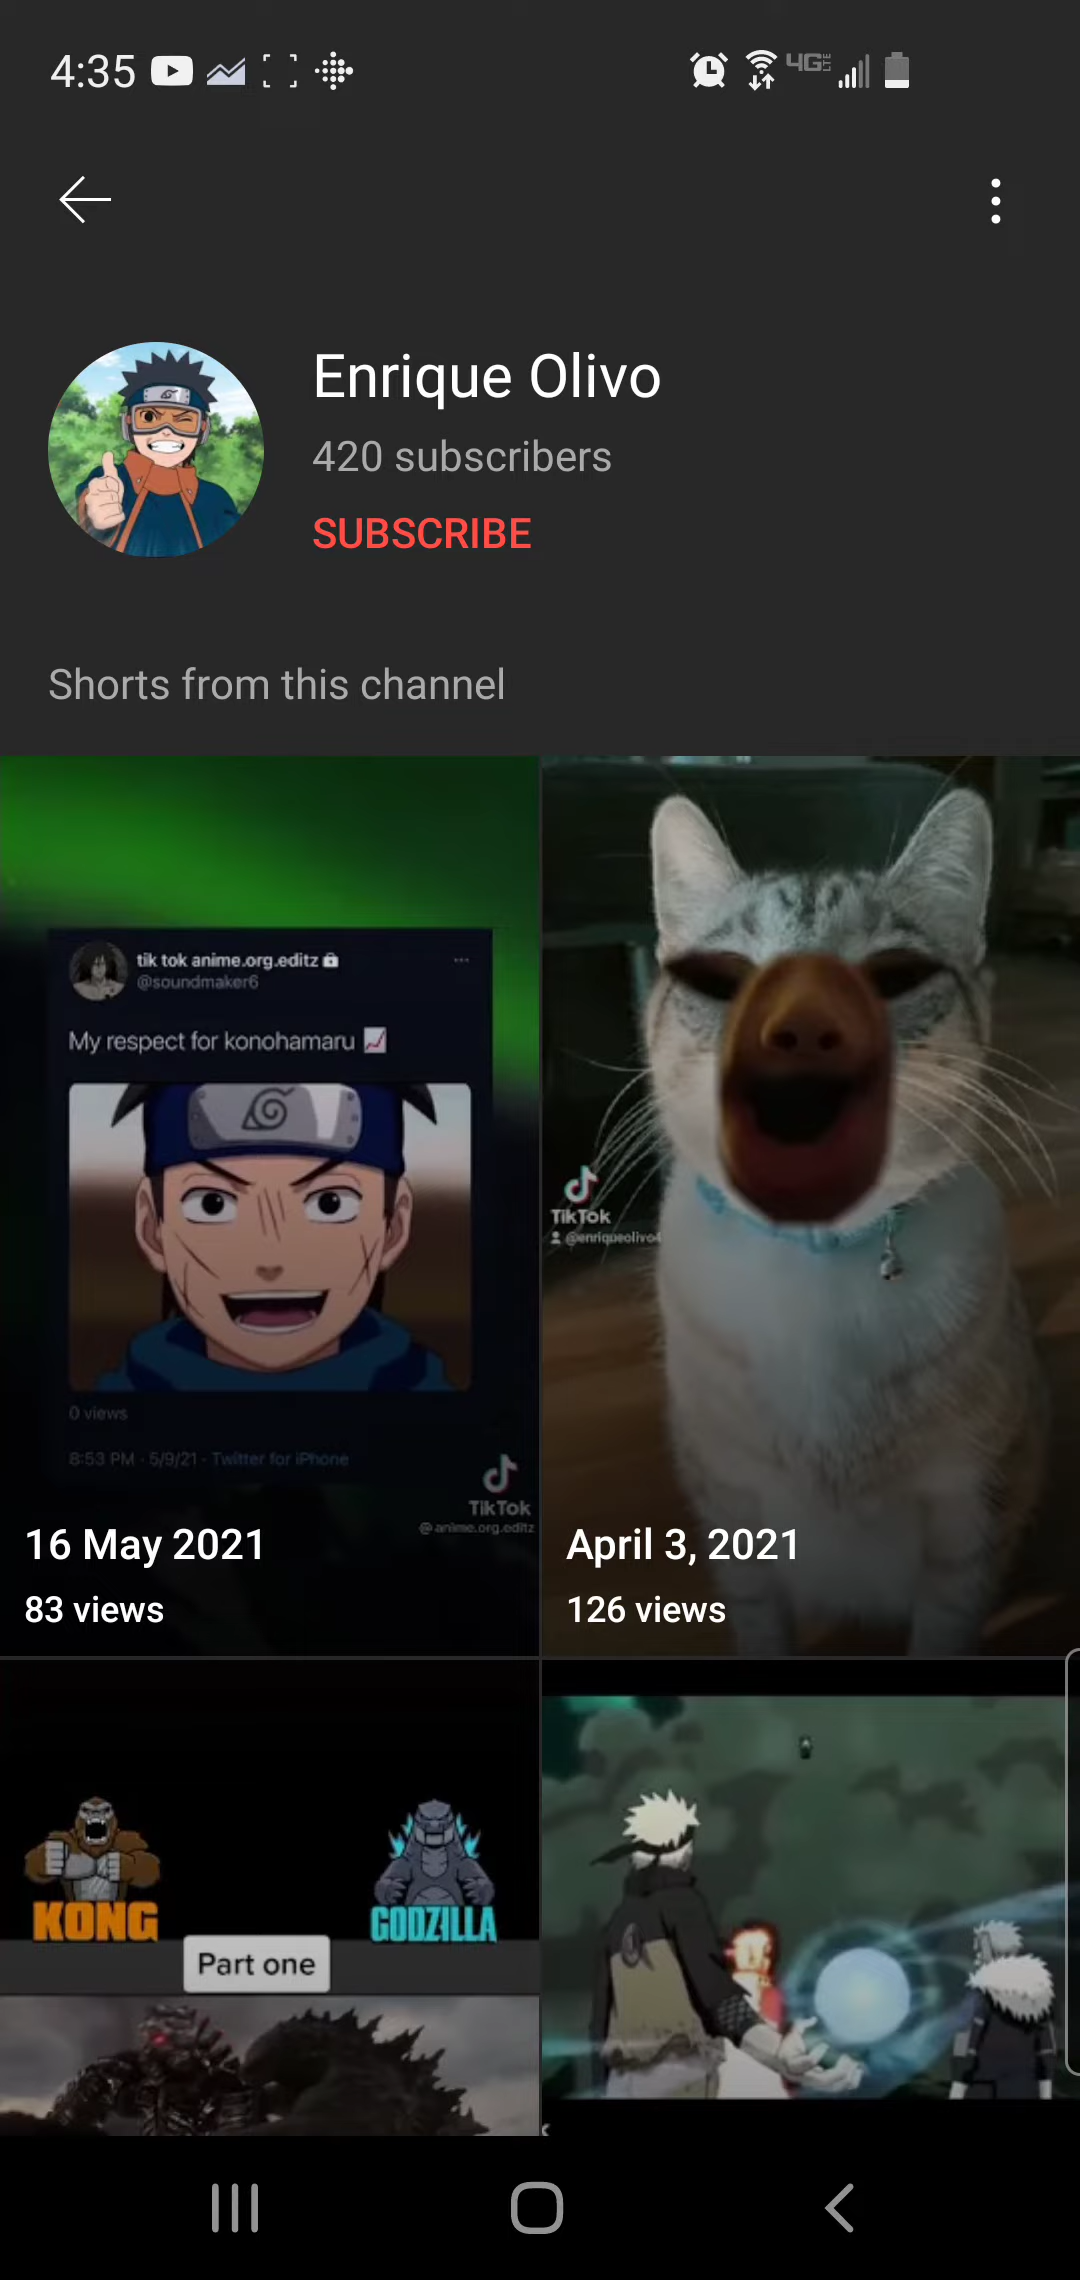 4:35
4G LTE
Enrique Olivo
420 subscribers
SUBSCRIBE
Shorts from this channel
tik tok anime.org.editz
@soundmaker6
My respect for konohamaru
0 views
8:53 PM · 5/9/21 · Twitter for iPhone
TikTok
@anime.org.editz
16 May 2021
83 views
TikTok
@enriqueolivo4
April 3, 2021
126 views
KONG
GODZILLA
Part one